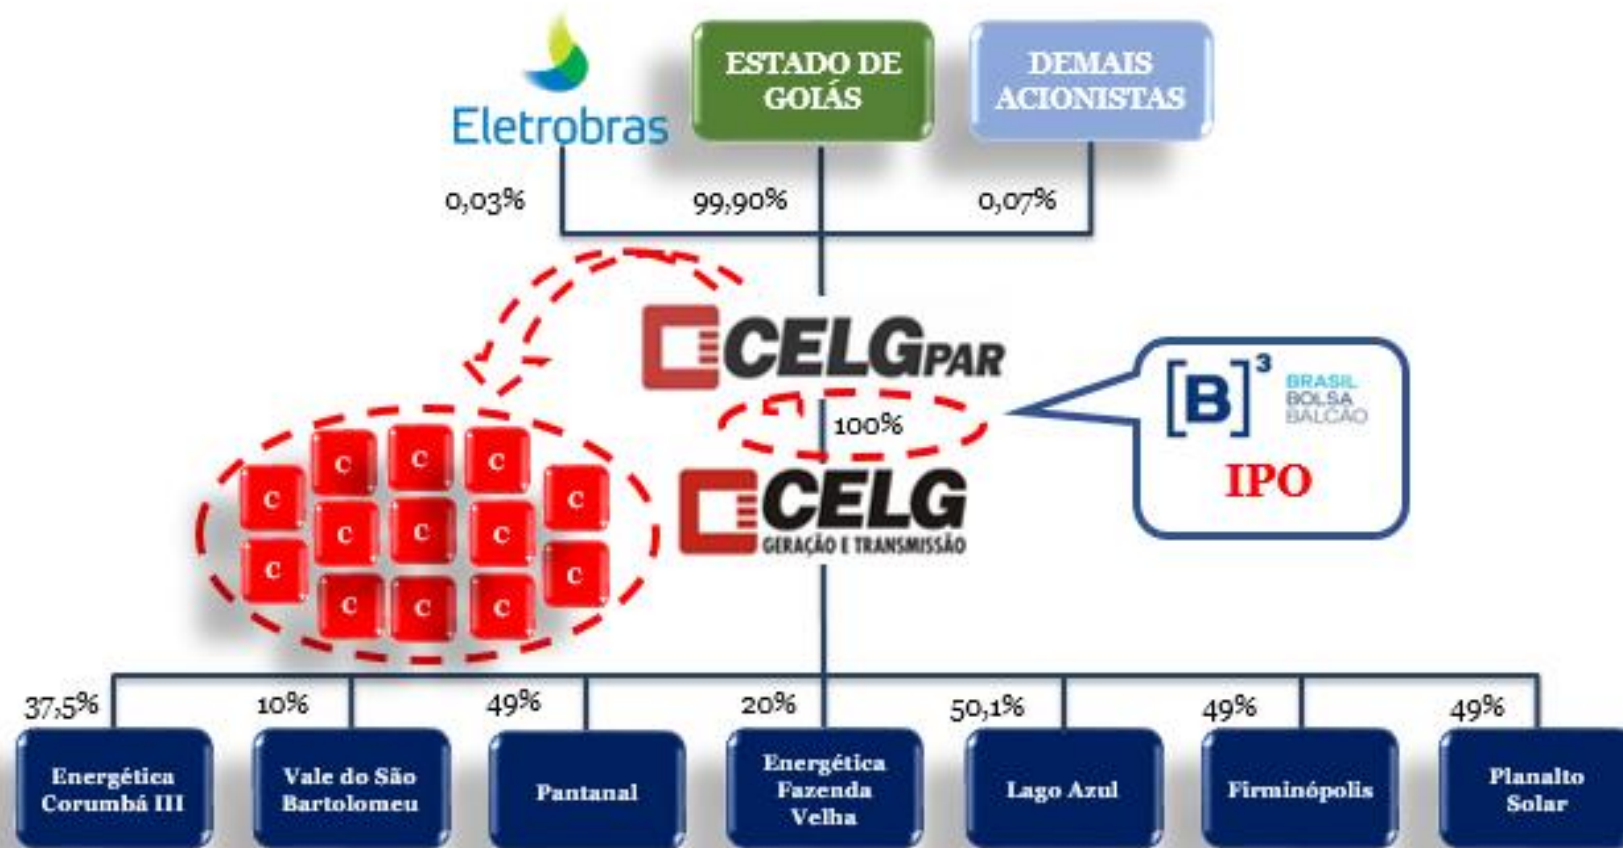 Eletrobras
ESTADO DE
GOIÁS
DEMAIS
ACIONISTAS
0,03%
99,90%
0,07%
CELGPAR
100%
[B]³
BRASIL
BOLSA
BALCÃO
IPO
CELG
GERAÇÃO E TRANSMISSÃO
C C C
C C
C C C
C C
C C C
37,5%
10%
49%
20%
50,1%
49%
49%
Energética
Corumbá III
Vale do São
Bartolomeu
Pantanal
Energética
Fazenda
Velha
Lago Azul
Firminópolis
Planalto
Solar